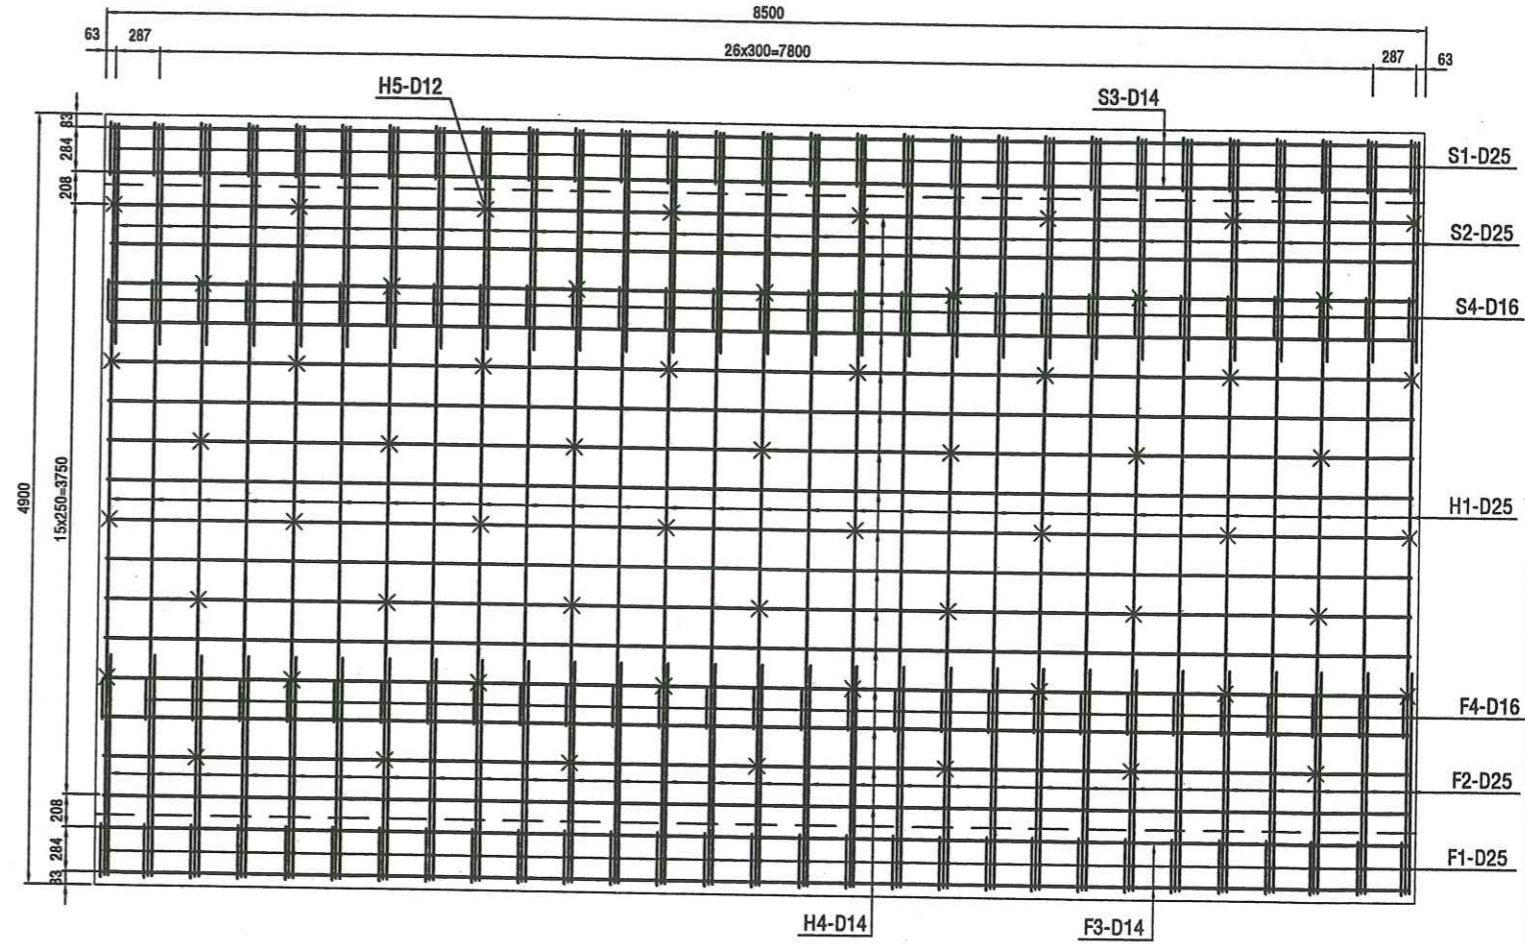 8500
63
287
26x300=7800
287
63
H5-D12
S3-D14
83
284
208
S1-D25
S2-D25
S4-D16
4900
15x250=3750
H1-D25
F4-D16
F2-D25
208
284
83
F1-D25
H4-D14
F3-D14